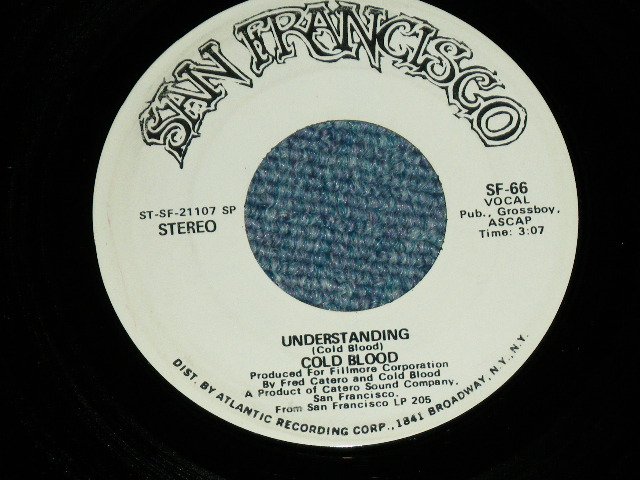 SAN FRANCISCO
ST-SF-21107 SP
STEREO
SF-66
VOCAL
Pub., Grossboy,
ASCAP
Time: 3:07
UNDERSTANDING
(Cold Blood)
COLD BLOOD
Produced For Fillmore Corporation
By Fred Catero and Cold Blood
A Product of Catero Sound Company,
San Francisco.
From San Francisco LP 205
DIST. BY ATLANTIC RECORDING CORP., 1841 BROADWAY, N.Y., N.Y.